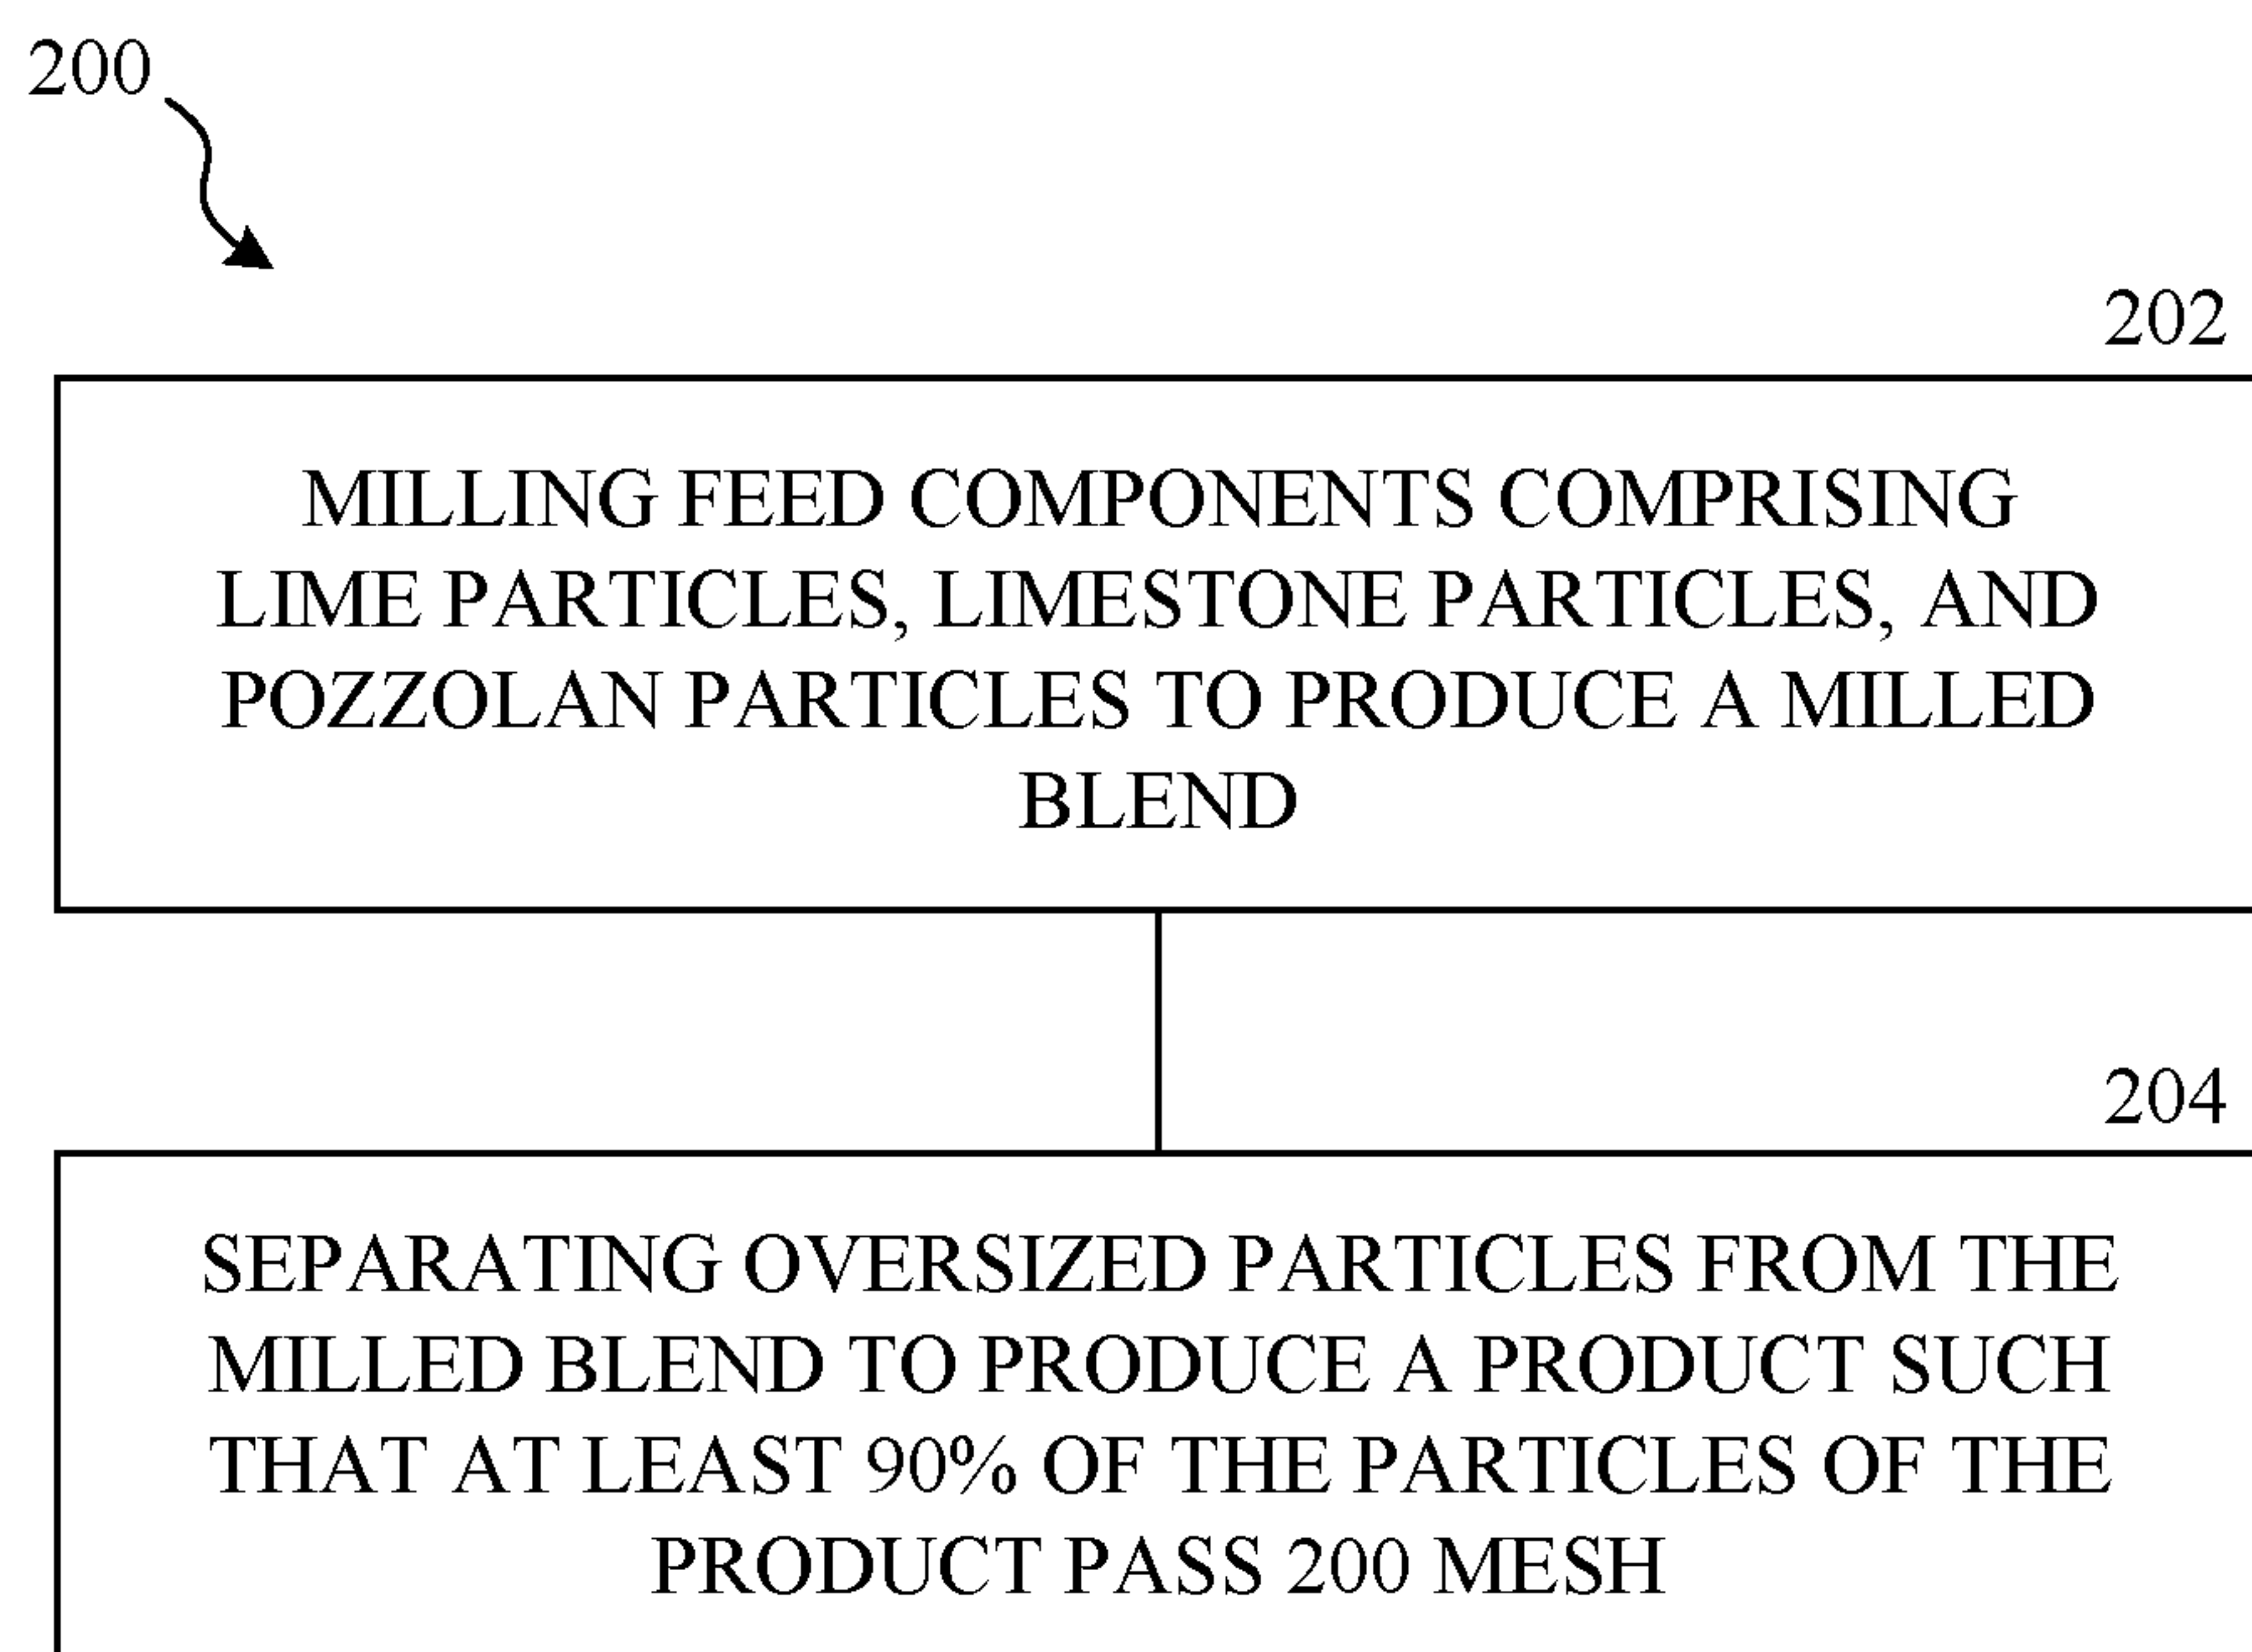 200
202
MILLING FEED COMPONENTS COMPRISING
LIME PARTICLES, LIMESTONE PARTICLES, AND
POZZOLAN PARTICLES TO PRODUCE A MILLED
BLEND
204
SEPARATING OVERSIZED PARTICLES FROM THE
MILLED BLEND TO PRODUCE A PRODUCT SUCH
THAT AT LEAST 90% OF THE PARTICLES OF THE
PRODUCT PASS 200 MESH